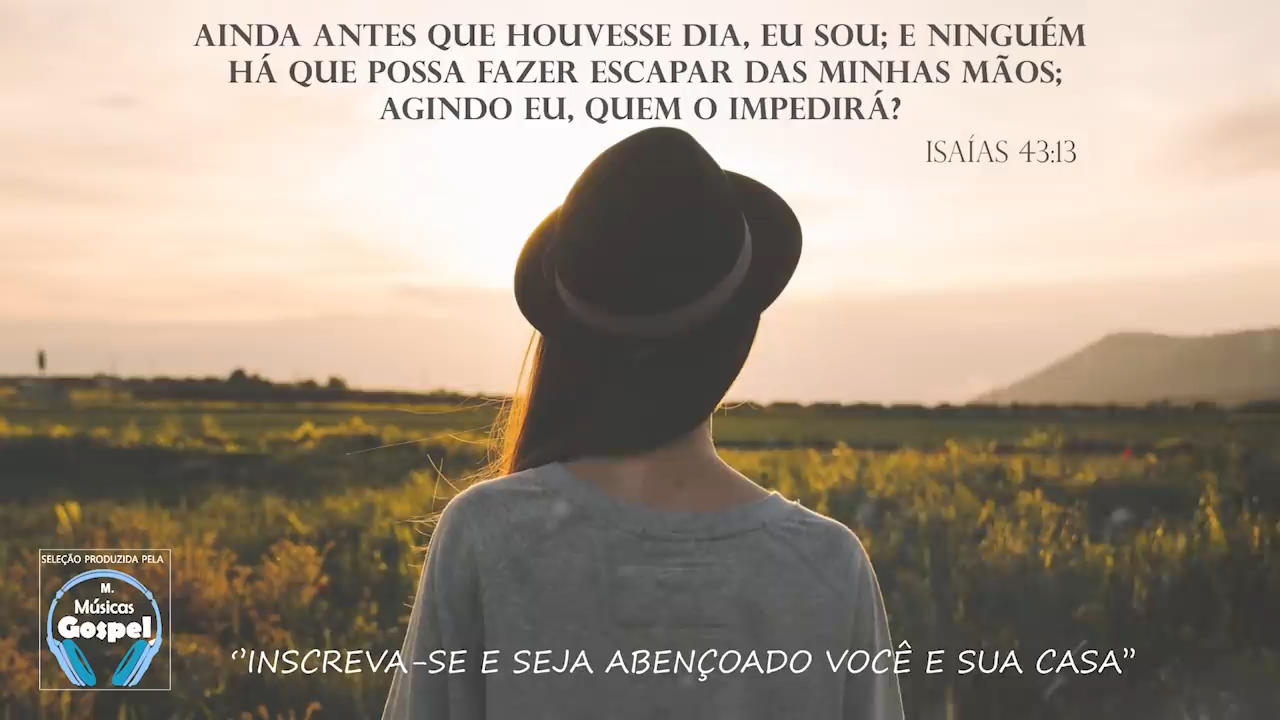 AINDA ANTES QUE HOUVESSE DIA, EU SOU; E NINGUÉM
HÁ QUE POSSA FAZER ESCAPAR DAS MINHAS MÃOS;
AGINDO EU, QUEM O IMPEDIRÁ?
ISAÍAS 43:13
SELEÇÃO PRODUZIDA PELA
M.
Músicas
Gospel
“INSCREVA-SE E SEJA ABENÇOADO VOCÊ E SUA CASA”